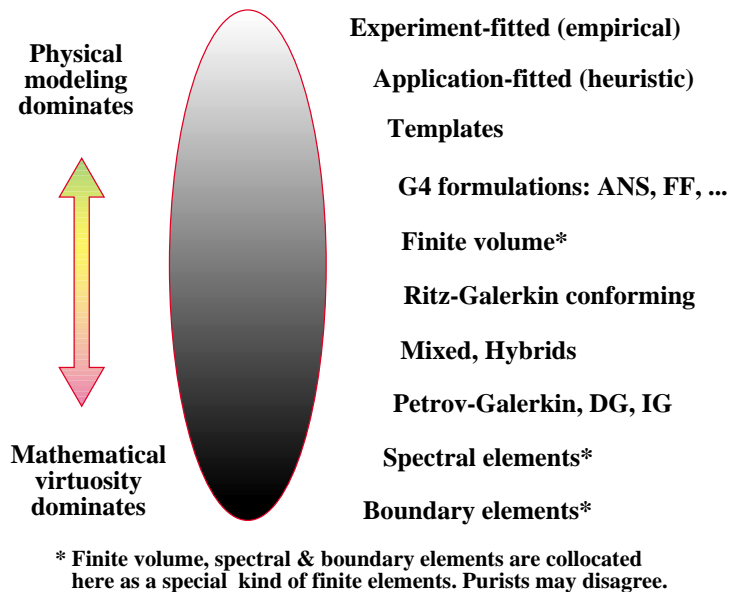 Physical
modeling
dominates
Mathematical
virtuosity
dominates
Experiment-fitted (empirical)
Application-fitted (heuristic)
Templates
G4 formulations: ANS, FF, ...
Finite volume*
Ritz-Galerkin conforming
Mixed, Hybrids
Petrov-Galerkin, DG, IG
Spectral elements*
Boundary elements*
* Finite volume, spectral & boundary elements are collocated
here as a special kind of finite elements. Purists may disagree.